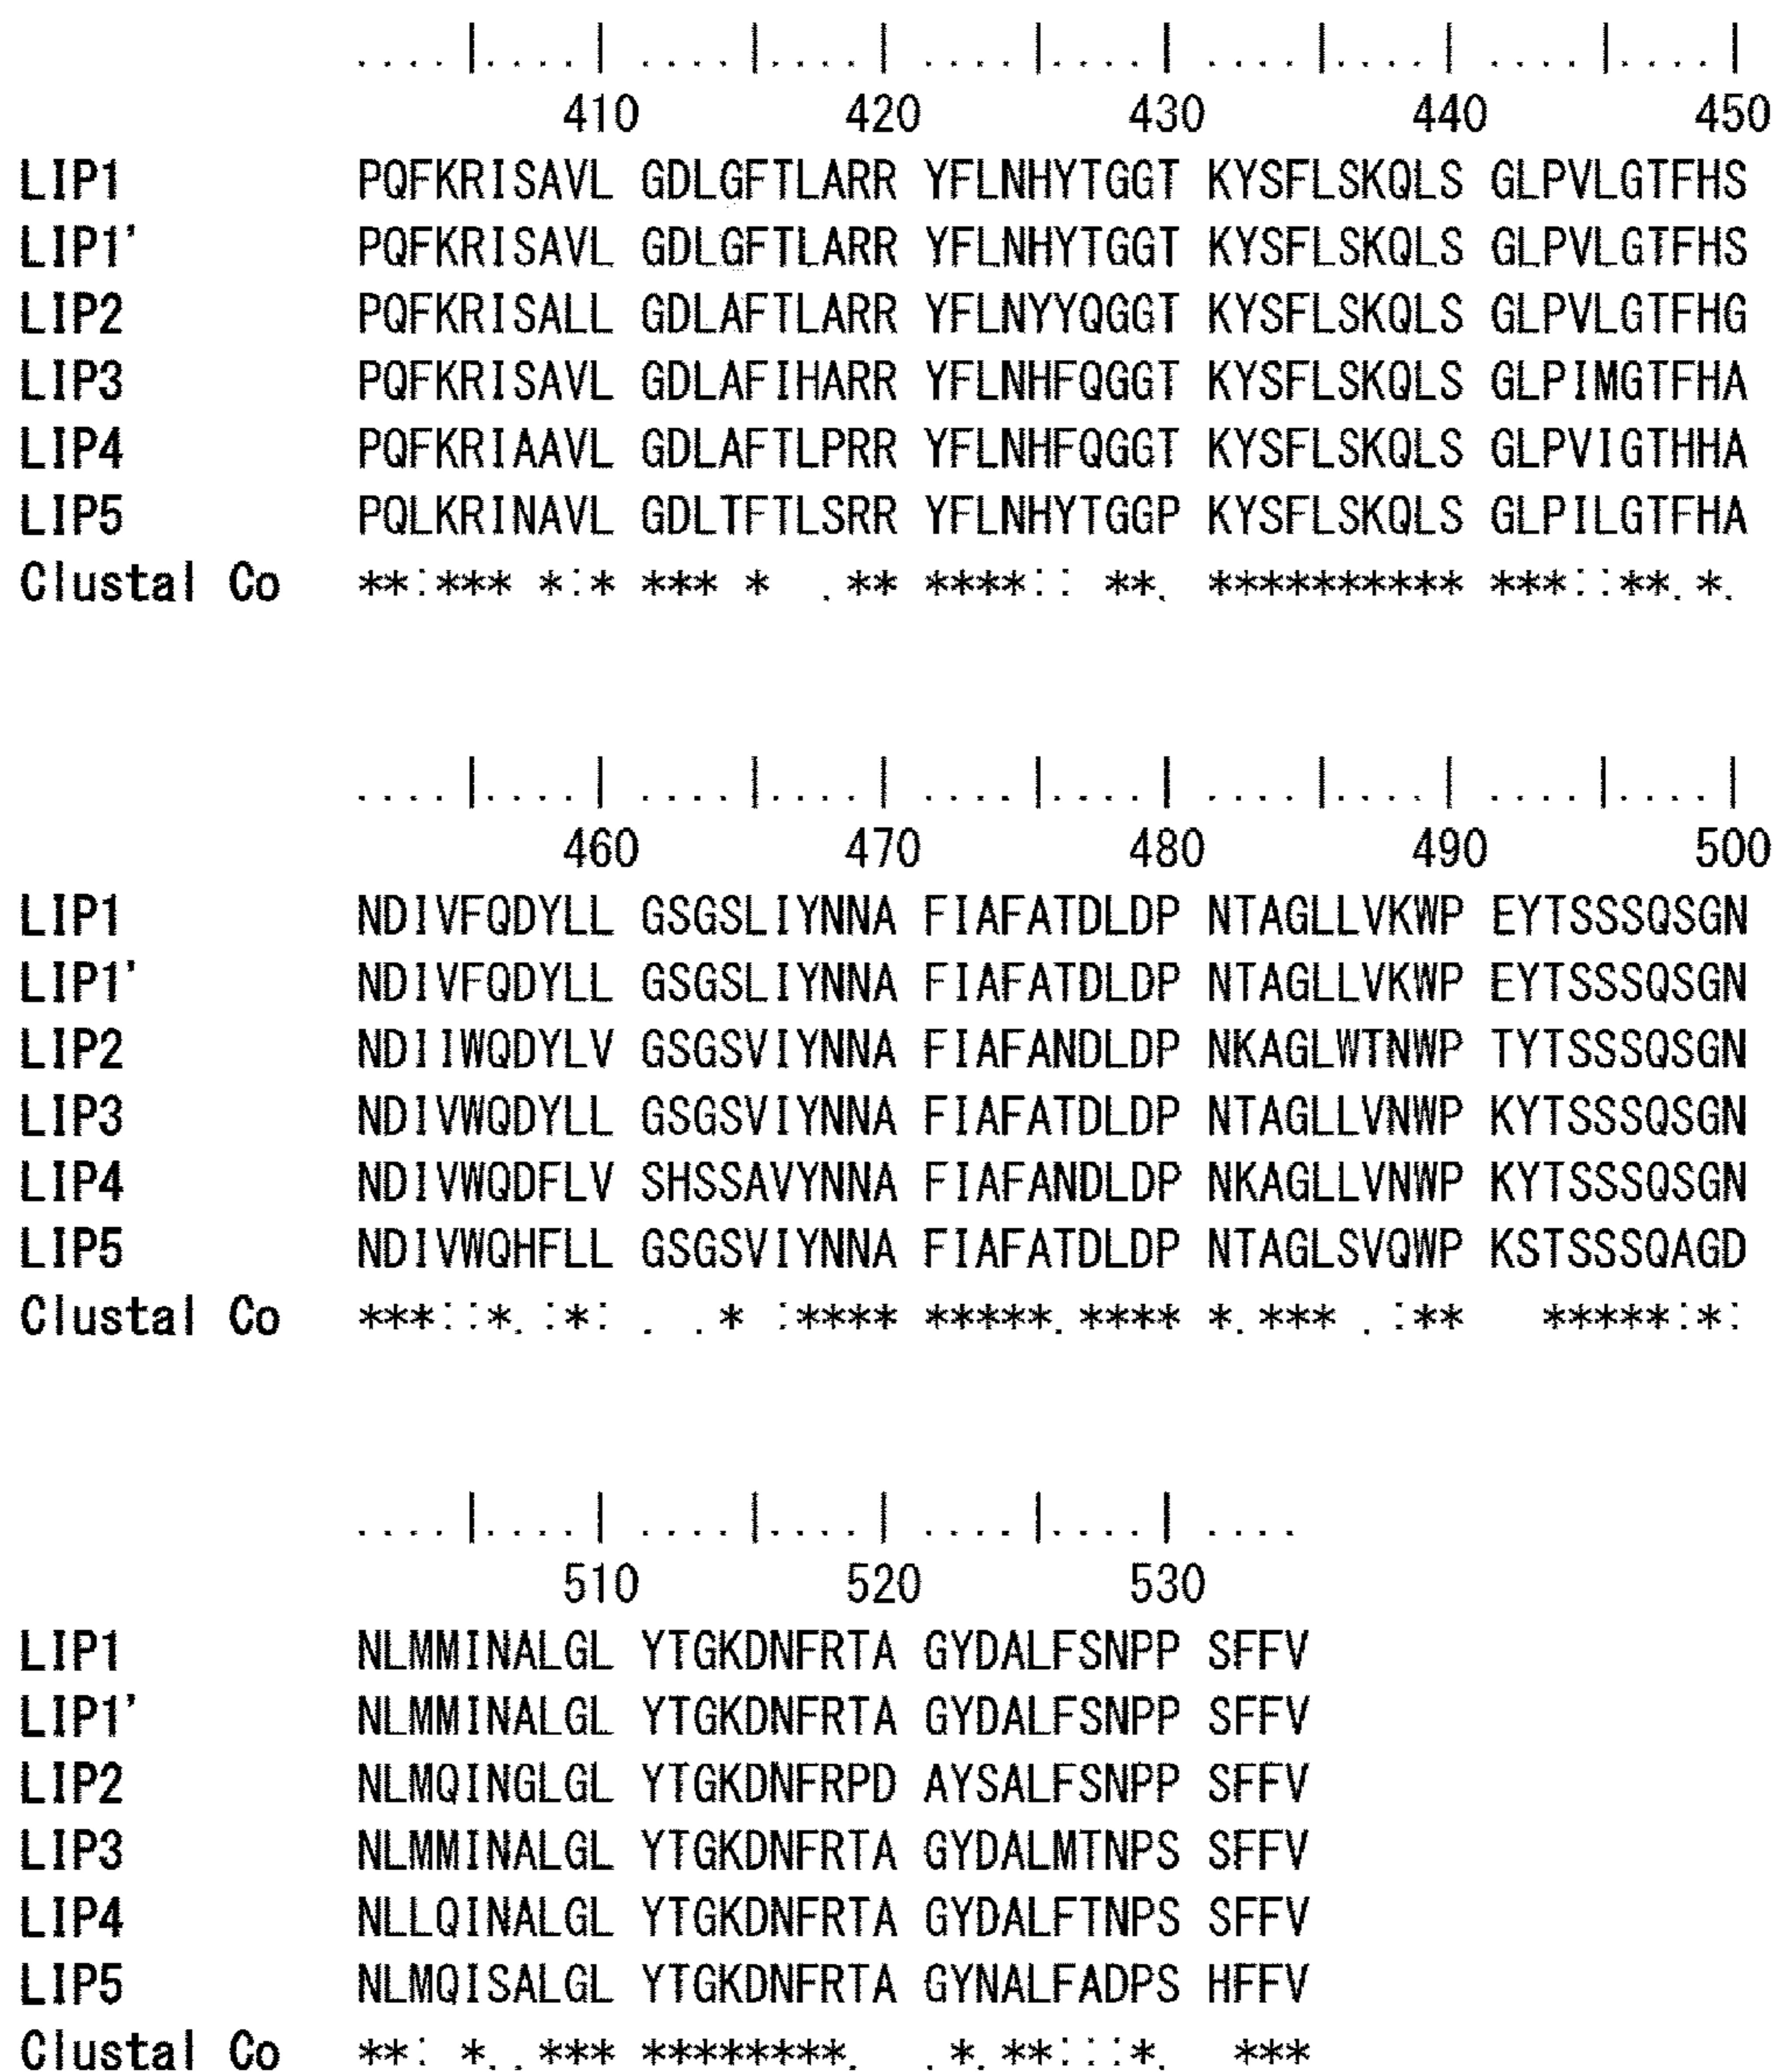 ....|....| ....|....| ....|....| ....|....| ....|....|
410 420 430 440 450
LIP1 PQFKRISAVL GDLGFTLARR YFLNHYTGGT KYSFLSKQLS GLPVLGTFHS
LIP1' PQFKRISAVL GDLGFTLARR YFLNHYTGGT KYSFLSKQLS GLPVLGTFHS
LIP2 PQFKRISALL GDLAFTLARR YFLNYYQGGT KYSFLSKQLS GLPVLGTFHG
LIP3 PQFKRISAVL GDLAFIHARR YFLNHFQGGT KYSFLSKQLS GLPIMGTFHA
LIP4 PQFKRIAAVL GDLAFTLPRR YFLNHFQGGT KYSFLSKQLS GLPVIGTHHA
LIP5 PQLKRINAVL GDLTFTLSRR YFLNHYTGGP KYSFLSKQLS GLPILGTFHA
Clustal Co **:*** *:* *** *   .** ****:: **. ********** ***::**.*.
....|....| ....|....| ....|....| ....|....| ....|....|
460 470 480 490 500
LIP1 NDIVFQDYLL GSGSLIYNNA FIAFATDLDP NTAGLLVKWP EYTSSSQSGN
LIP1' NDIVFQDYLL GSGSLIYNNA FIAFATDLDP NTAGLLVKWP EYTSSSQSGN
LIP2 NDIIWQDYLV GSGSVIYNNA FIAFANDLDP NKAGLWTNWP TYTSSSQSGN
LIP3 NDIVWQDYLL GSGSVIYNNA FIAFATDLDP NTAGLLVNWP KYTSSSQSGN
LIP4 NDIVWQDFLV SHSSAVYNNA FIAFANDLDP NKAGLLVNWP KYTSSSQSGN
LIP5 NDIVWQHFLL GSGSVIYNNA FIAFATDLDP NTAGLSVQWP KSTSSSQAGD
Clustal Co ***::*.:*: . .* :**** *****.**** *.*** .:**   *****:*:
....|....| ....|....| ....|....| ....
510 520 530
LIP1 NLMMINALGL YTGKDNFRTA GYDALFSNPP SFFV
LIP1' NLMMINALGL YTGKDNFRTA GYDALFSNPP SFFV
LIP2 NLMQINGLGL YTGKDNFRPD AYSALFSNPP SFFV
LIP3 NLMMINALGL YTGKDNFRTA GYDALMTNPS SFFV
LIP4 NLLQINALGL YTGKDNFRTA GYDALFTNPS SFFV
LIP5 NLMQISALGL YTGKDNFRTA GYNALFADPS HFFV
Clustal Co **: *..*** ********.  .*.**:::*.  ***